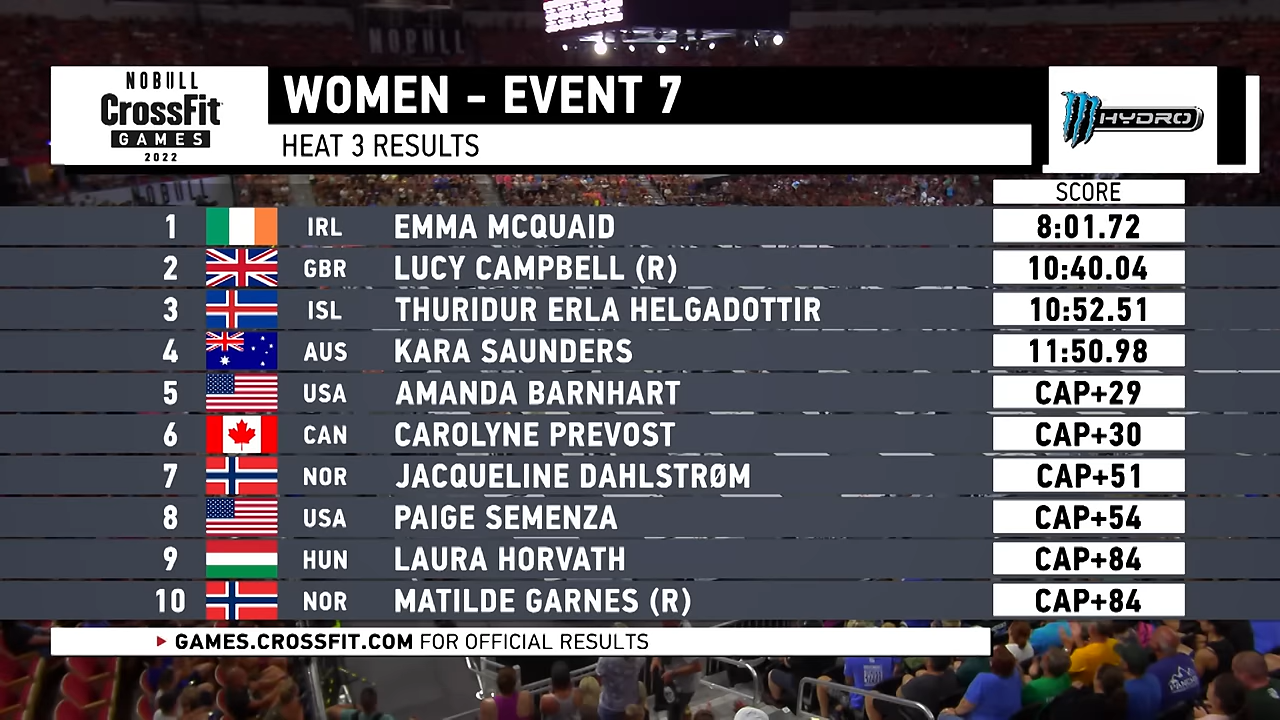 NOBULL
NOBULL
CrossFit
GAMES
2022
WOMEN - EVENT 7
HEAT 3 RESULTS
HYDRO
NOBULL
SCORE
1 IRL EMMA MCQUAID 8:01.72
2 GBR LUCY CAMPBELL (R) 10:40.04
3 ISL THURIDUR ERLA HELGADOTTIR 10:52.51
4 AUS KARA SAUNDERS 11:50.98
5 USA AMANDA BARNHART CAP+29
6 CAN CAROLYNE PREVOST CAP+30
7 NOR JACQUELINE DAHLSTRØM CAP+51
8 USA PAIGE SEMENZA CAP+54
9 HUN LAURA HORVATH CAP+84
10 NOR MATILDE GARNES (R) CAP+84
GAMES.CROSSFIT.COM FOR OFFICIAL RESULTS